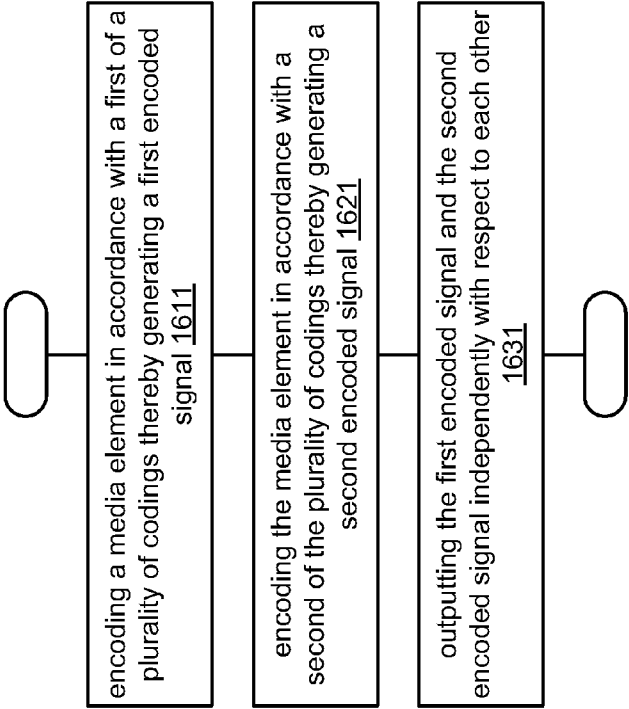 encoding a media element in accordance with a first of a
plurality of codings thereby generating a first encoded
signal 1611
encoding the media element in accordance with a
second of the plurality of codings thereby generating a
second encoded signal 1621
outputting the first encoded signal and the second
encoded signal independently with respect to each other
1631